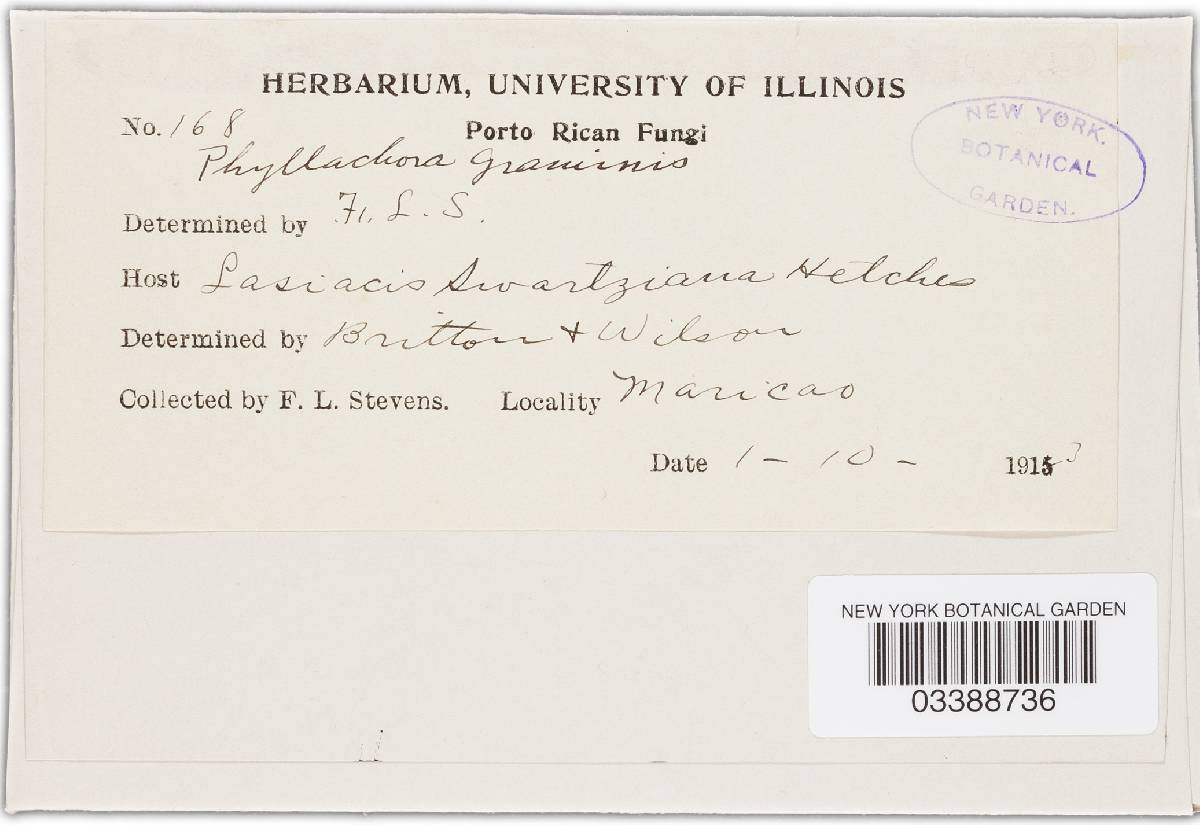 HERBARIUM, UNIVERSITY OF ILLINOIS
No. 168 Porto Rican Fungi
Phyllachora graminis
Determined by F. L. S.
Host Lasiacis Swartziana Hetches
Determined by Britton + Wilson
Collected by F. L. Stevens. Locality Maricao
Date 1 - 10 - 1913
NEW YORK.
BOTANICAL
GARDEN.
NEW YORK BOTANICAL GARDEN
03388736